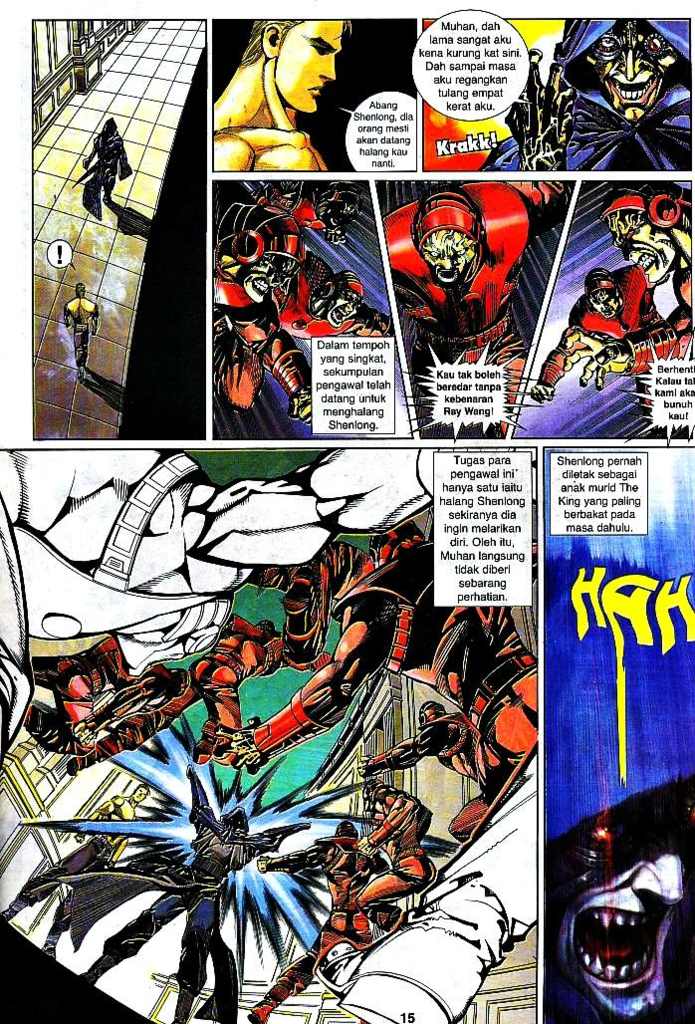 !
Abang
Shenlong, dia
orang mesti
akan datang
halang kau
nanti.
Muhan, dah
lama sangat aku
kena kurung kat sini.
Dah sampai masa
aku regangkan
tulang empat
kerat aku.
Krakk!
Dalam tempoh
yang singkat,
sekumpulan
pengawal telah
datang untuk
menghalang
Shenlong.
Kau tak boleh
beredar tanpa
kebenaran
Ray Wang!
Berhenti
Kalau tak
kami akan
bunuh
kau!
Tugas para
pengawal ini
hanya satu iaitu
halang Shenlong
sekiranya dia
ingin melarikan
diri. Oleh itu,
Muhan langsung
tidak diberi
sebarang
perhatian.
Shenlong pernah
diletak sebagai
anak murid The
King yang paling
berbakat pada
masa dahulu.
HAH
15